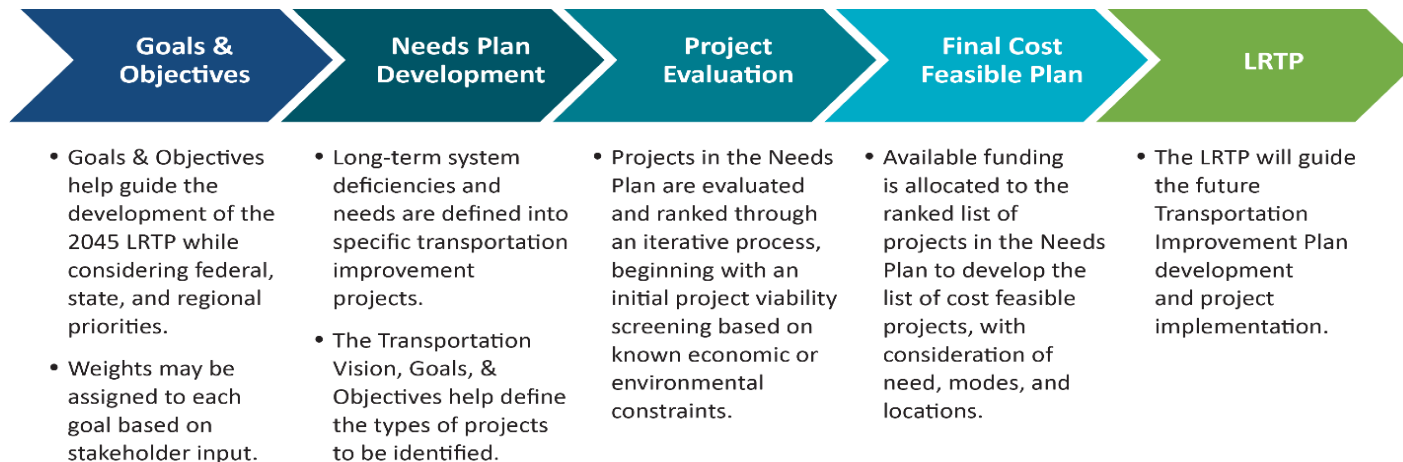 Goals &
Objectives
Needs Plan
Development
Project
Evaluation
Final Cost
Feasible Plan
LRTP
• Goals & Objectives
help guide the
development of the
2045 LRTP while
considering federal,
state, and regional
priorities.
• Weights may be
assigned to each
goal based on
stakeholder input.
• Long-term system
deficiencies and
needs are defined into
specific transportation
improvement
projects.
• The Transportation
Vision, Goals, &
Objectives help define
the types of projects
to be identified.
• Projects in the Needs
Plan are evaluated
and ranked through
an iterative process,
beginning with an
initial project viability
screening based on
known economic or
environmental
constraints.
• Available funding
is allocated to the
ranked list of
projects in the Needs
Plan to develop the
list of cost feasible
projects, with
consideration of
need, modes, and
locations.
• The LRTP will guide
the future
Transportation
Improvement Plan
development
and project
implementation.